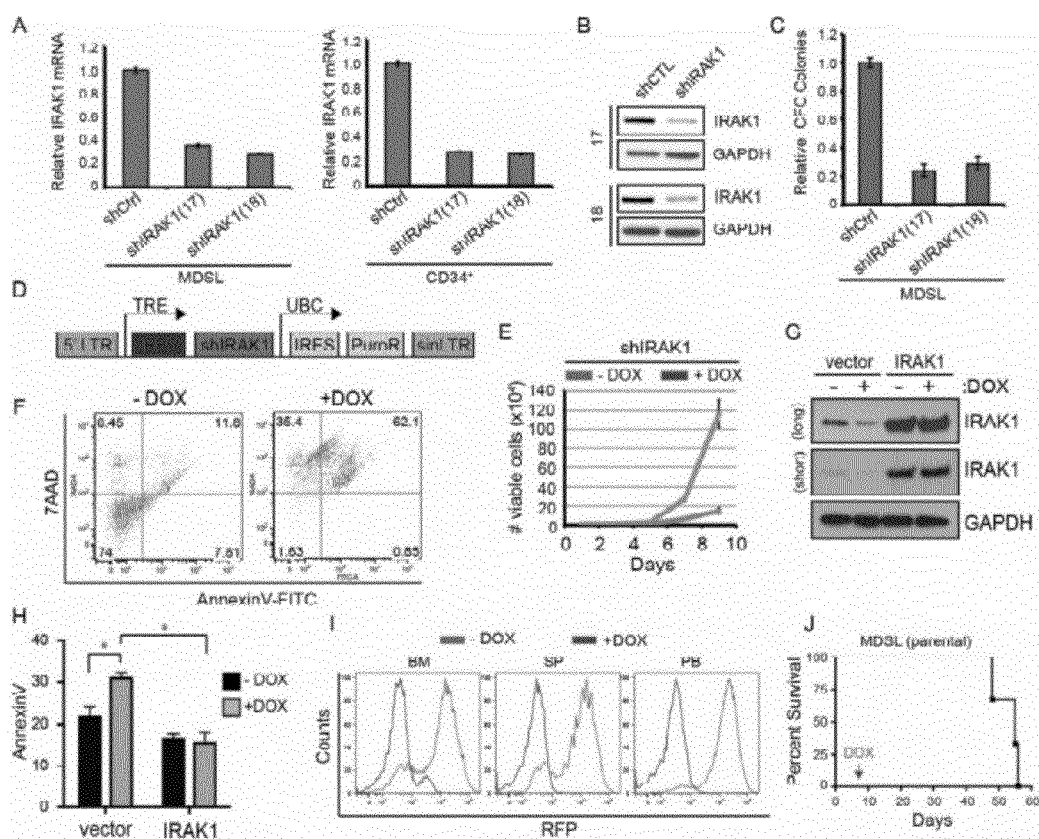 A
Relative IRAK1 mRNA
1.2
1.0
0.8
0.6
0.4
0.2
0
shCtrl
shIRAK1(17)
shIRAK1(18)
MDSL
Relative IRAK1 mRNA
1.2
1.0
0.8
0.6
0.4
0.2
0
shCtrl
shIRAK1(17)
shIRAK1(18)
CD34+
B
shCTL
shIRAK1
17
IRAK1
GAPDH
18
IRAK1
GAPDH
C
Relative CFC Colonies
1.2
1.0
0.8
0.6
0.4
0.2
shCtrl
shIRAK1(17)
shIRAK1(18)
MDSL
D
TRE
UBC
5' LTR
shIRAK1
IRES
PuroR
sinLTR
E
shIRAK1
- DOX
+ DOX
# viable cells (x10⁴)
140
120
100
80
60
40
20
0
0 2 4 6 8 10
Days
F
- DOX
+DOX
7AAD
6.45
11.8
74
7.81
62.1
1.63
0.85
AnnexinV-FITC
G
vector
IRAK1
- + - + :DOX
(long)
IRAK1
(shor)
IRAK1
GAPDH
H
AnnexinV
40
30
20
10
0
*
*
- DOX
+DOX
vector
IRAK1
I
- DOX
+DOX
BM
SP
PB
Counts
RFP
J
MDSL (parental)
Percent Survival
100
75
50
25
0
DOX
0 10 20 30 40 50 60
Days